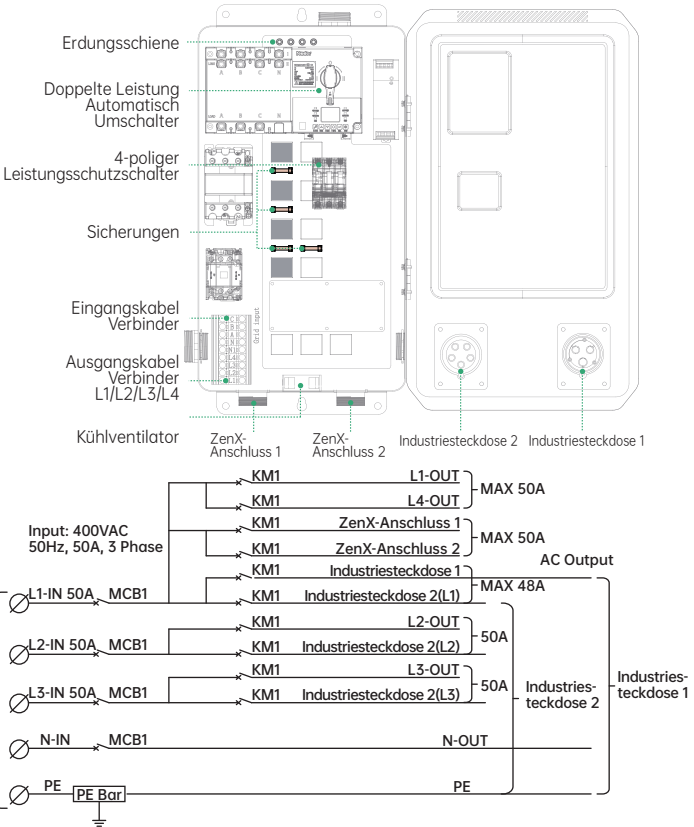 Erdungsschiene
Doppelte Leistung
Automatisch
Umschalter
4-poliger
Leistungsschutzschalter
Sicherungen
Eingangskabel
Verbinder
Ausgangskabel
Verbinder
L1/L2/L3/L4
Kühlventilator
A B C N
A B C N
Grid input
C
B
A
N
N1
L4
ZenX-
Anschluss 1
ZenX-
Anschluss 2
Industriesteckdose 2
Industriesteckdose 1
Input: 400VAC
50Hz, 50A, 3 Phase
KM1 L1-OUT
KM1 L4-OUT
MAX 50A
KM1 ZenX-Anschluss 1
KM1 ZenX-Anschluss 2
MAX 50A
AC Output
KM1 Industriesteckdose 1
L1-IN 50A MCB1 KM1 Industriesteckdose 2(L1)
MAX 48A
KM1 L2-OUT
L2-IN 50A MCB1 KM1 Industriesteckdose 2(L2)
50A
KM1 L3-OUT
L3-IN 50A MCB1 KM1 Industriesteckdose 2(L3)
50A
Industries-
teckdose 2
Industries-
teckdose 1
N-IN MCB1 N-OUT
PE PE Bar PE